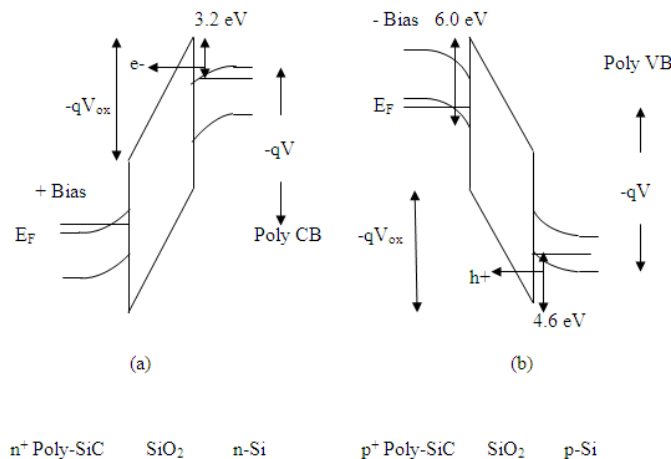 3.2 eV
e-
-qVox
-qV
+ Bias
EF
Poly CB
(a)
- Bias
6.0 eV
Poly VB
EF
-qV
-qVox
h+
4.6 eV
(b)
n+ Poly-SiC SiO2 n-Si
p+ Poly-SiC SiO2 p-Si